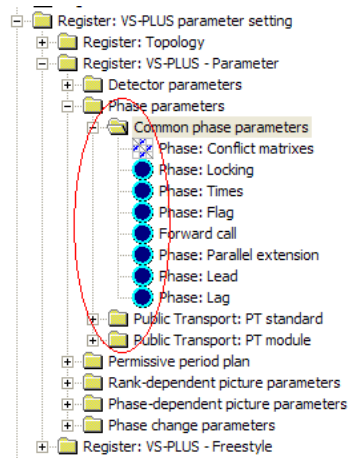 Register: VS-PLUS parameter setting
Register: Topology
Register: VS-PLUS - Parameter
Detector parameters
Phase parameters
Common phase parameters
Phase: Conflict matrixes
Phase: Locking
Phase: Times
Phase: Flag
Forward call
Phase: Parallel extension
Phase: Lead
Phase: Lag
Public Transport: PT standard
Public Transport: PT module
Permissive period plan
Rank-dependent picture parameters
Phase-dependent picture parameters
Phase change parameters
Register: VS-PLUS - Freestyle